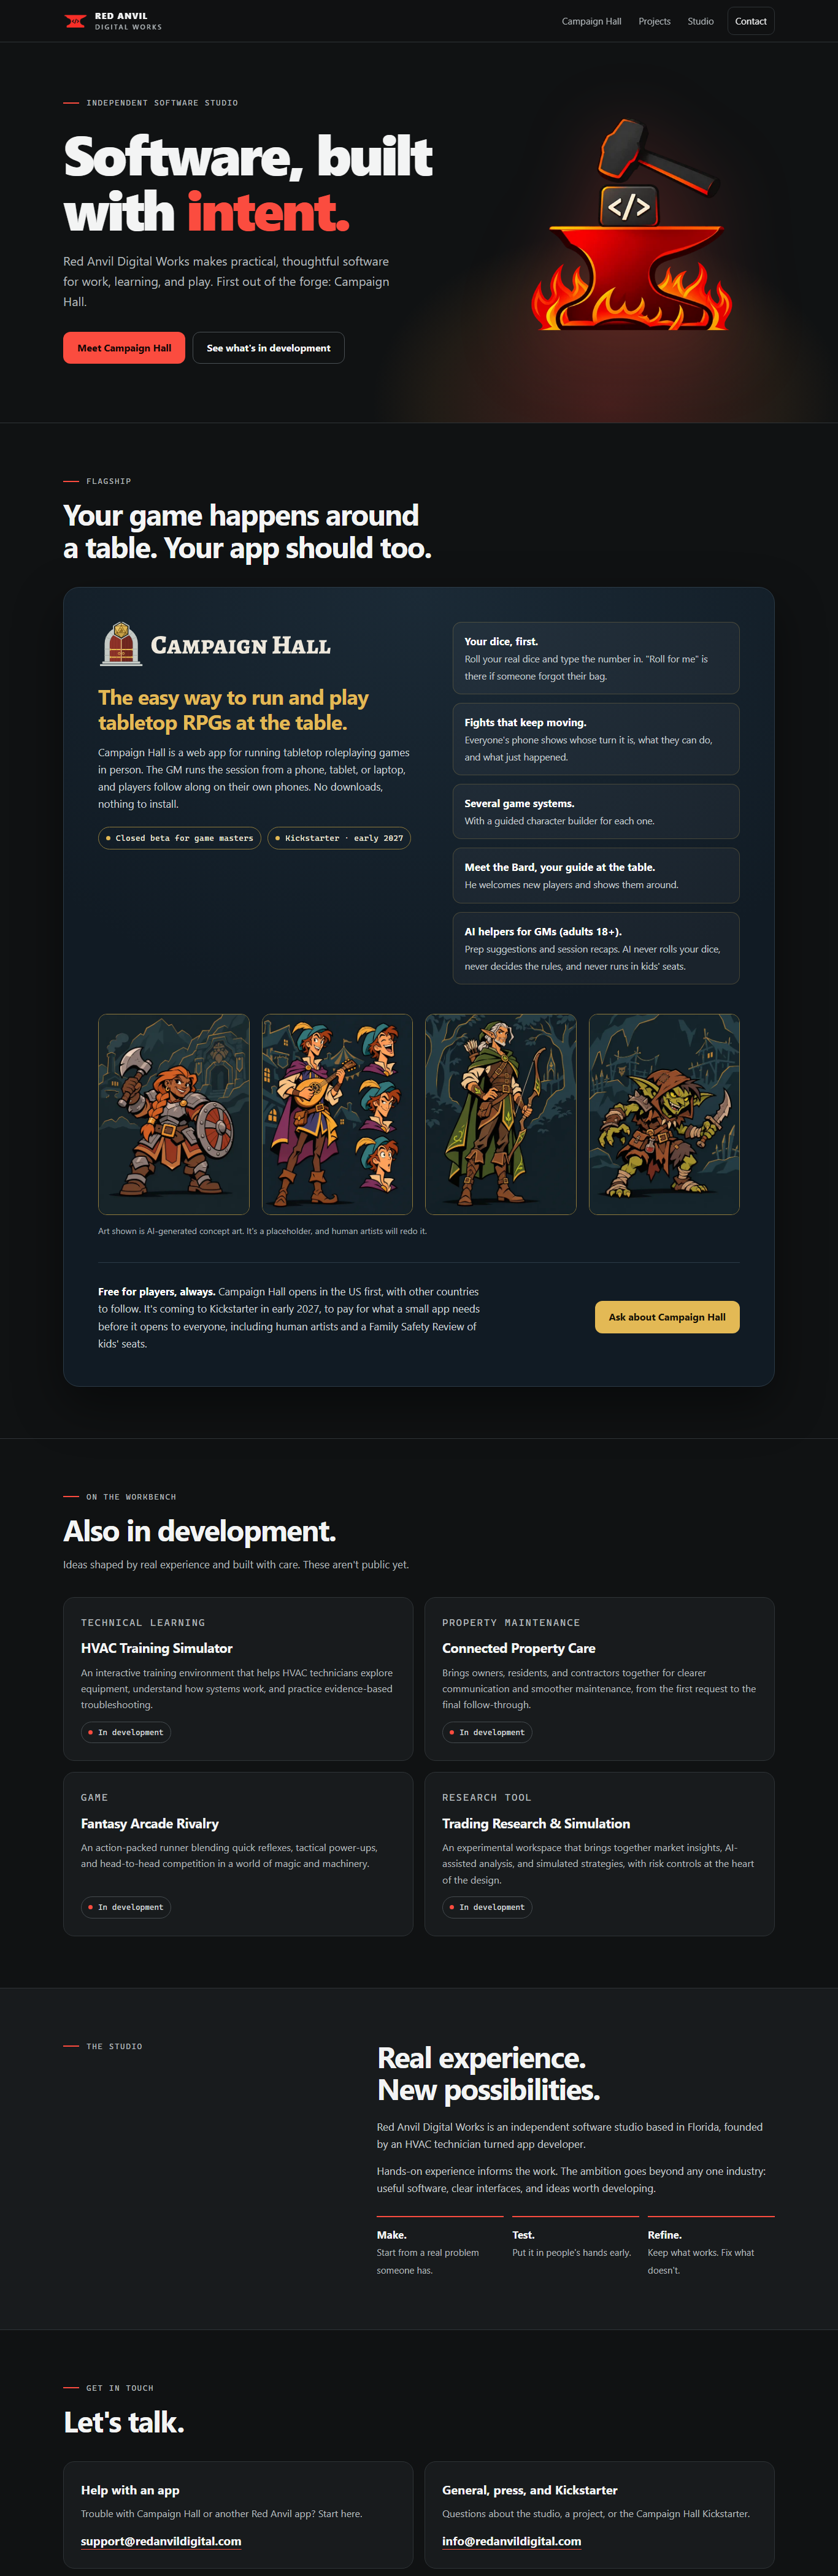 RED ANVIL
DIGITAL WORKS
Campaign Hall
Projects
Studio
Contact
INDEPENDENT SOFTWARE STUDIO
Software, built
with intent.
Red Anvil Digital Works makes practical, thoughtful software
for work, learning, and play. First out of the forge: Campaign
Hall.
Meet Campaign Hall
See what's in development
</>
FLAGSHIP
Your game happens around
a table. Your app should too.
CAMPAIGN HALL
The easy way to run and play
tabletop RPGs at the table.
Campaign Hall is a web app for running tabletop roleplaying games
in person. The GM runs the session from a phone, tablet, or laptop,
and players follow along on their own phones. No downloads,
nothing to install.
Closed beta for game masters
Kickstarter · early 2027
Your dice, first.
Roll your real dice and type the number in. "Roll for me" is
there if someone forgot their bag.
Fights that keep moving.
Everyone's phone shows whose turn it is, what they can do,
and what just happened.
Several game systems.
With a guided character builder for each one.
Meet the Bard, your guide at the table.
He welcomes new players and shows them around.
AI helpers for GMs (adults 18+).
Prep suggestions and session recaps. AI never rolls your dice,
never decides the rules, and never runs in kids' seats.
Art shown is AI-generated concept art. It's a placeholder, and human artists will redo it.
Free for players, always. Campaign Hall opens in the US first, with other countries
to follow. It's coming to Kickstarter in early 2027, to pay for what a small app needs
before it opens to everyone, including human artists and a Family Safety Review of
kids' seats.
Ask about Campaign Hall
ON THE WORKBENCH
Also in development.
Ideas shaped by real experience and built with care. These aren't public yet.
TECHNICAL LEARNING
HVAC Training Simulator
An interactive training environment that helps HVAC technicians explore
equipment, understand how systems work, and practice evidence-based
troubleshooting.
In development
PROPERTY MAINTENANCE
Connected Property Care
Brings owners, residents, and contractors together for clearer
communication and smoother maintenance, from the first request to the
final follow-through.
In development
GAME
Fantasy Arcade Rivalry
An action-packed runner blending quick reflexes, tactical power-ups,
and head-to-head competition in a world of magic and machinery.
In development
RESEARCH TOOL
Trading Research & Simulation
An experimental workspace that brings together market insights, AI-
assisted analysis, and simulated strategies, with risk controls at the heart
of the design.
In development
THE STUDIO
Real experience.
New possibilities.
Red Anvil Digital Works is an independent software studio based in Florida, founded
by an HVAC technician turned app developer.
Hands-on experience informs the work. The ambition goes beyond any one industry:
useful software, clear interfaces, and ideas worth developing.
Make.
Start from a real problem
someone has.
Test.
Put it in people's hands early.
Refine.
Keep what works. Fix what
doesn't.
GET IN TOUCH
Let's talk.
Help with an app
Trouble with Campaign Hall or another Red Anvil app? Start here.
support@redanvildigital.com
General, press, and Kickstarter
Questions about the studio, a project, or the Campaign Hall Kickstarter.
info@redanvildigital.com